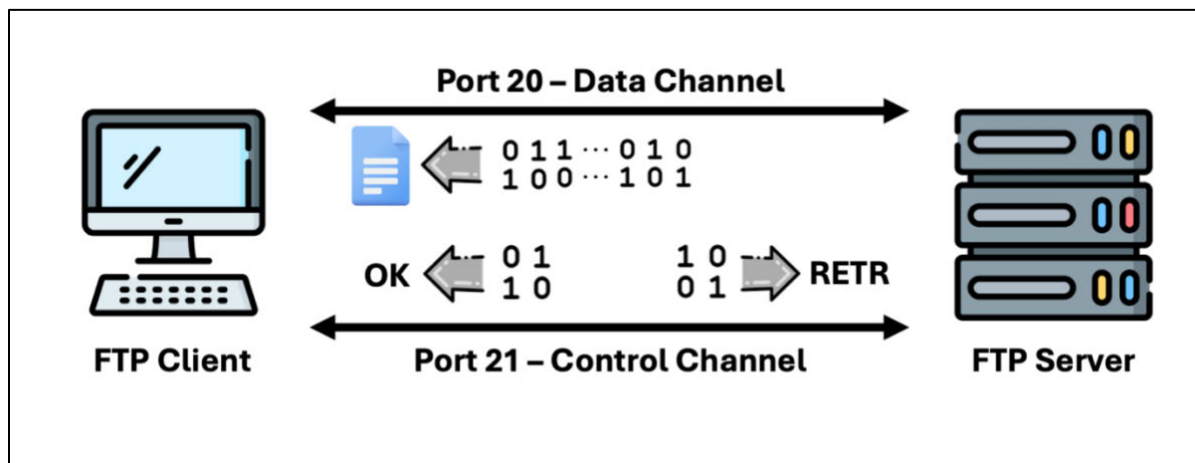 Port 20 – Data Channel
0 1 1 ··· 0 1 0
1 0 0 ··· 1 0 1
OK 0 1 1 0 RETR
1 0 0 1
FTP Client Port 21 – Control Channel FTP Server